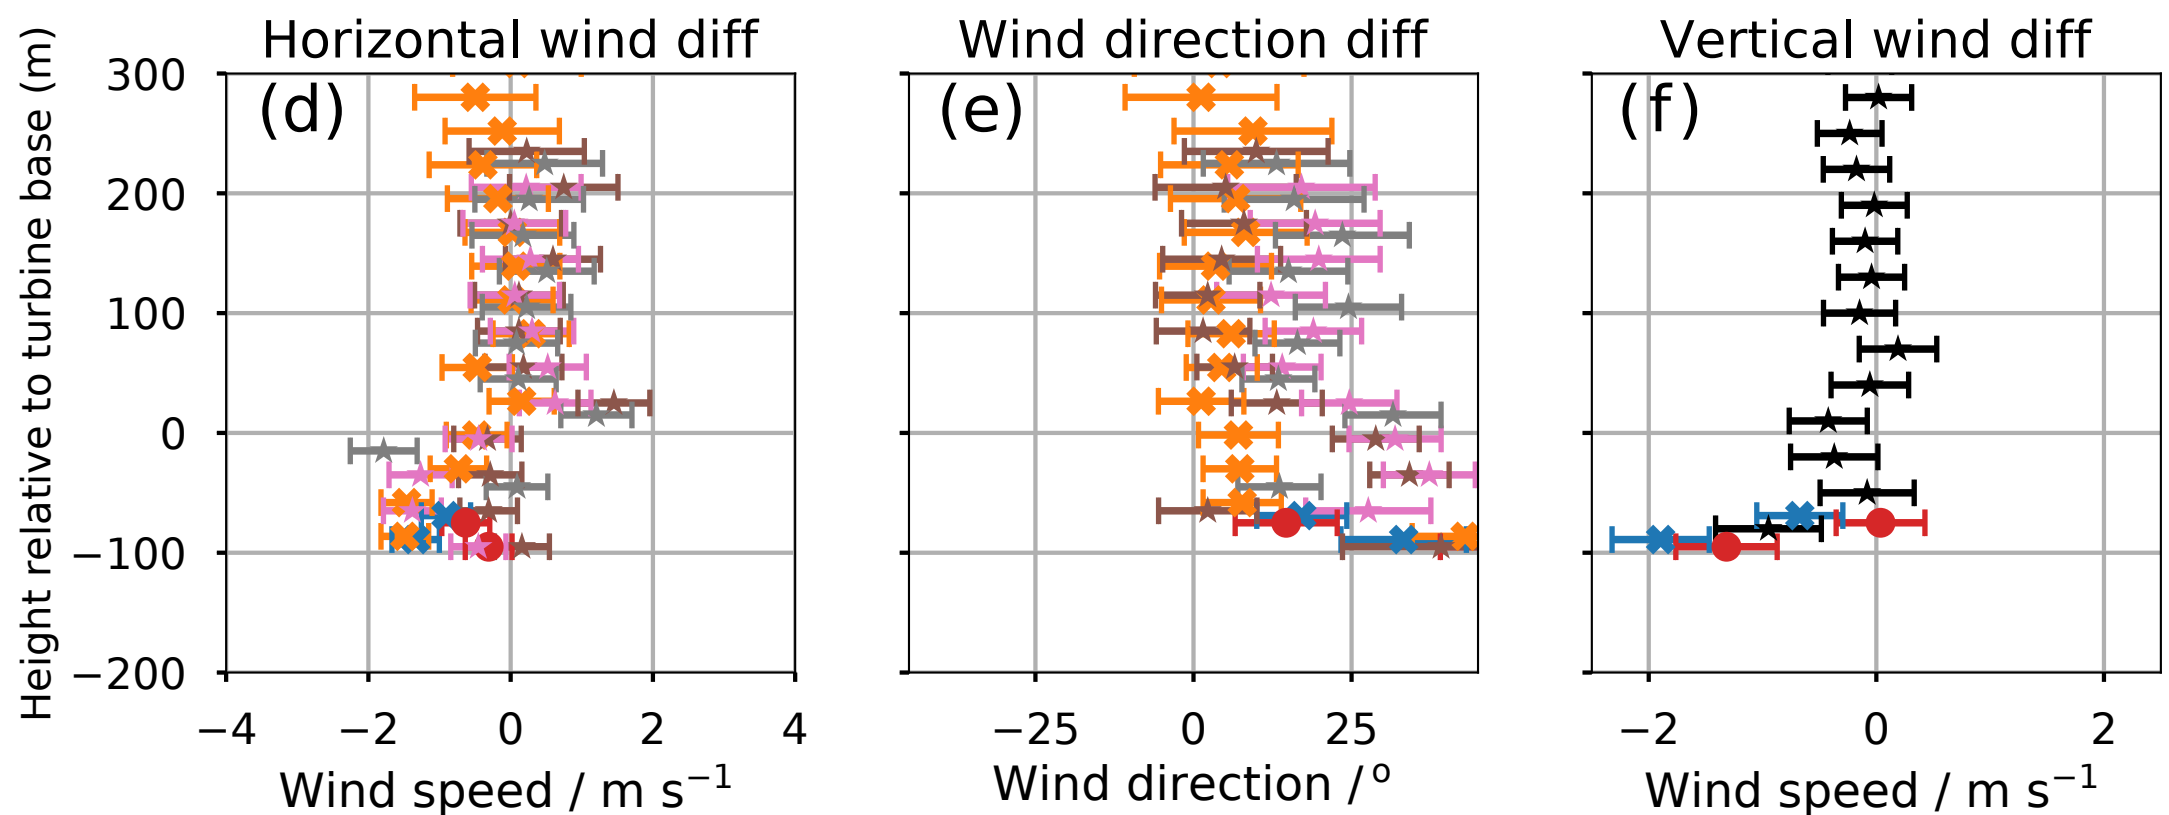 Horizontal wind diff
Wind direction diff
Vertical wind diff
Height relative to turbine base (m)
300
200
100
0
−100
−200
(d)
(e)
(f)
−4 −2 0 2 4
−25 0 25
−2 0 2
Wind speed / m s⁻¹
Wind direction /°
Wind speed / m s⁻¹